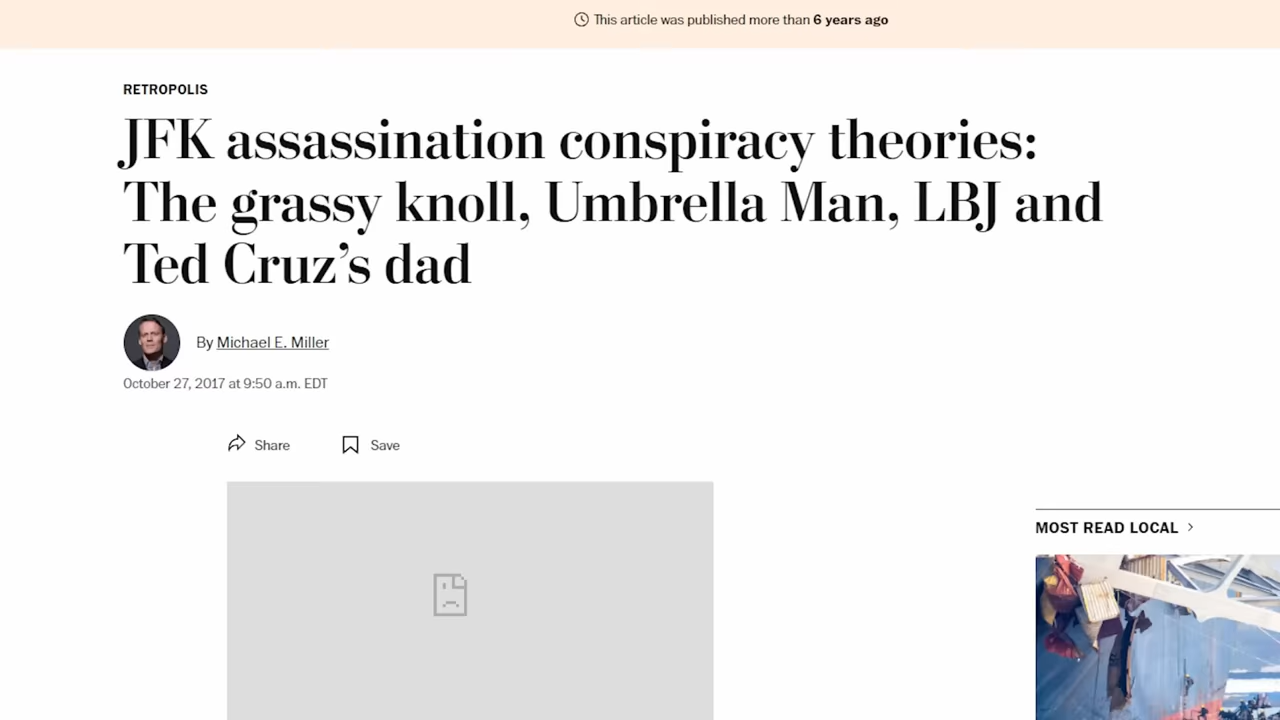 This article was published more than 6 years ago
RETROPOLIS
JFK assassination conspiracy theories:
The grassy knoll, Umbrella Man, LBJ and
Ted Cruz’s dad
By Michael E. Miller
October 27, 2017 at 9:50 a.m. EDT
Share
Save
MOST READ LOCAL